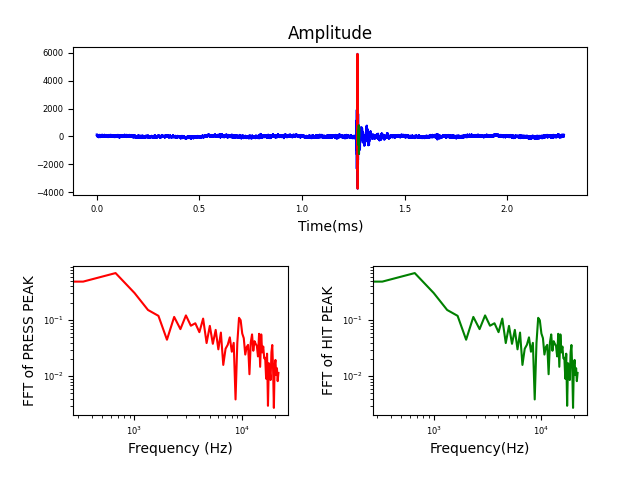 Amplitude
6000
4000
2000
0
−2000
−4000
0.0 0.5 1.0 1.5 2.0
Time(ms)
FFT of PRESS PEAK
10⁻¹
10⁻²
10³ 10⁴
Frequency (Hz)
FFT of HIT PEAK
10⁻¹
10⁻²
10³ 10⁴
Frequency(Hz)